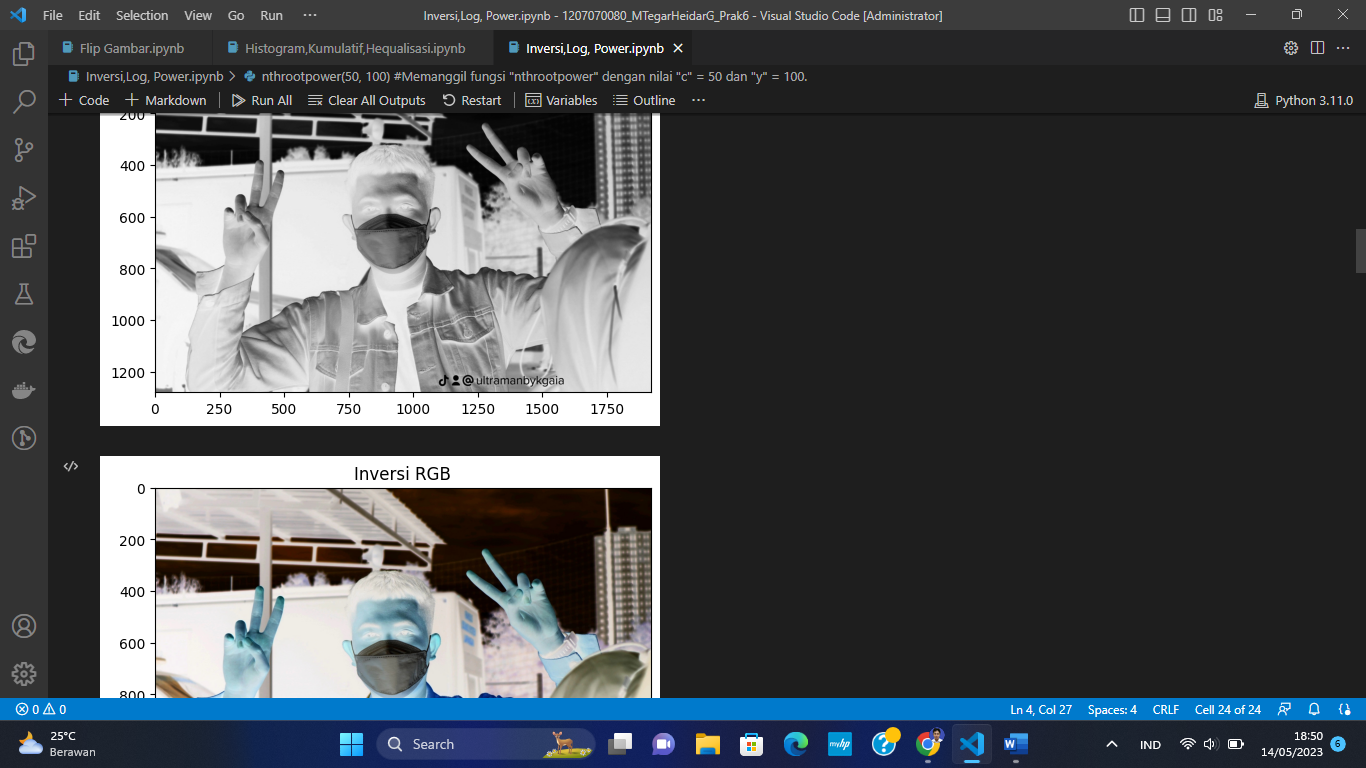 File Edit Selection View Go Run ··· Inversi,Log, Power.ipynb - 1207070080_MTegarHeidarG_Prak6 - Visual Studio Code [Administrator]
Flip Gambar.ipynb Histogram,Kumulatif,Hequalisasi.ipynb Inversi,Log, Power.ipynb
Inversi,Log, Power.ipynb > nthrootpower(50, 100) #Memanggil fungsi "nthrootpower" dengan nilai "c" = 50 dan "y" = 100.
+ Code + Markdown Run All Clear All Outputs Restart Variables Outline ··· Python 3.11.0
200
400
600
800
1000
1200
@ultramanbykgaia
0 250 500 750 1000 1250 1500 1750
Inversi RGB
0
200
400
600
800
0 0 Ln 4, Col 27 Spaces: 4 CRLF Cell 24 of 24
25°C
Berawan
Search
myhp
IND
18:50
14/05/2023
6